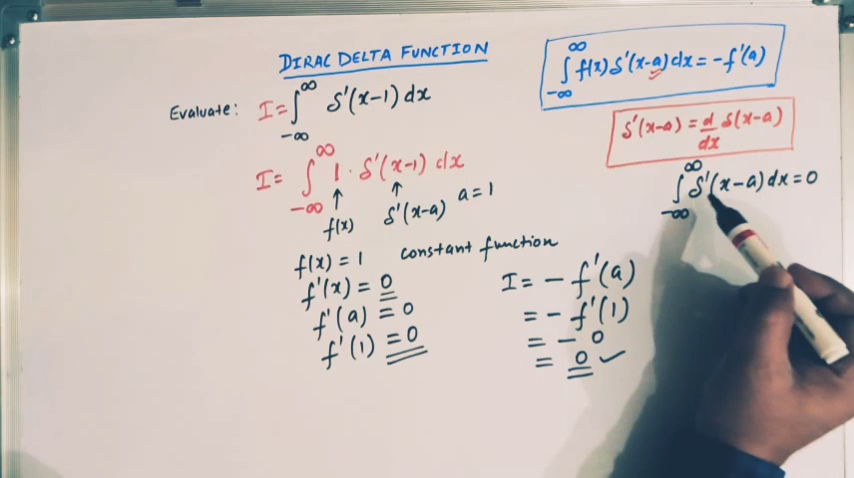 DIRAC DELTA FUNCTION
Evaluate: I = ∫_{-∞}^{∞} δ'(x-1) dx
I = ∫_{-∞}^{∞} 1 · δ'(x-1) dx
↑ ↑
f(x) δ'(x-a) a = 1
f(x) = 1 constant function
f'(x) = 0
f'(a) = 0
f'(1) = 0
I = - f'(a)
= - f'(1)
= - 0
= 0 ✓
∫_{-∞}^{∞} f(x) δ'(x-a) dx = -f'(a)
δ'(x-a) = d/dx δ(x-a)
∫_{-∞}^{∞} δ'(x-a) dx = 0